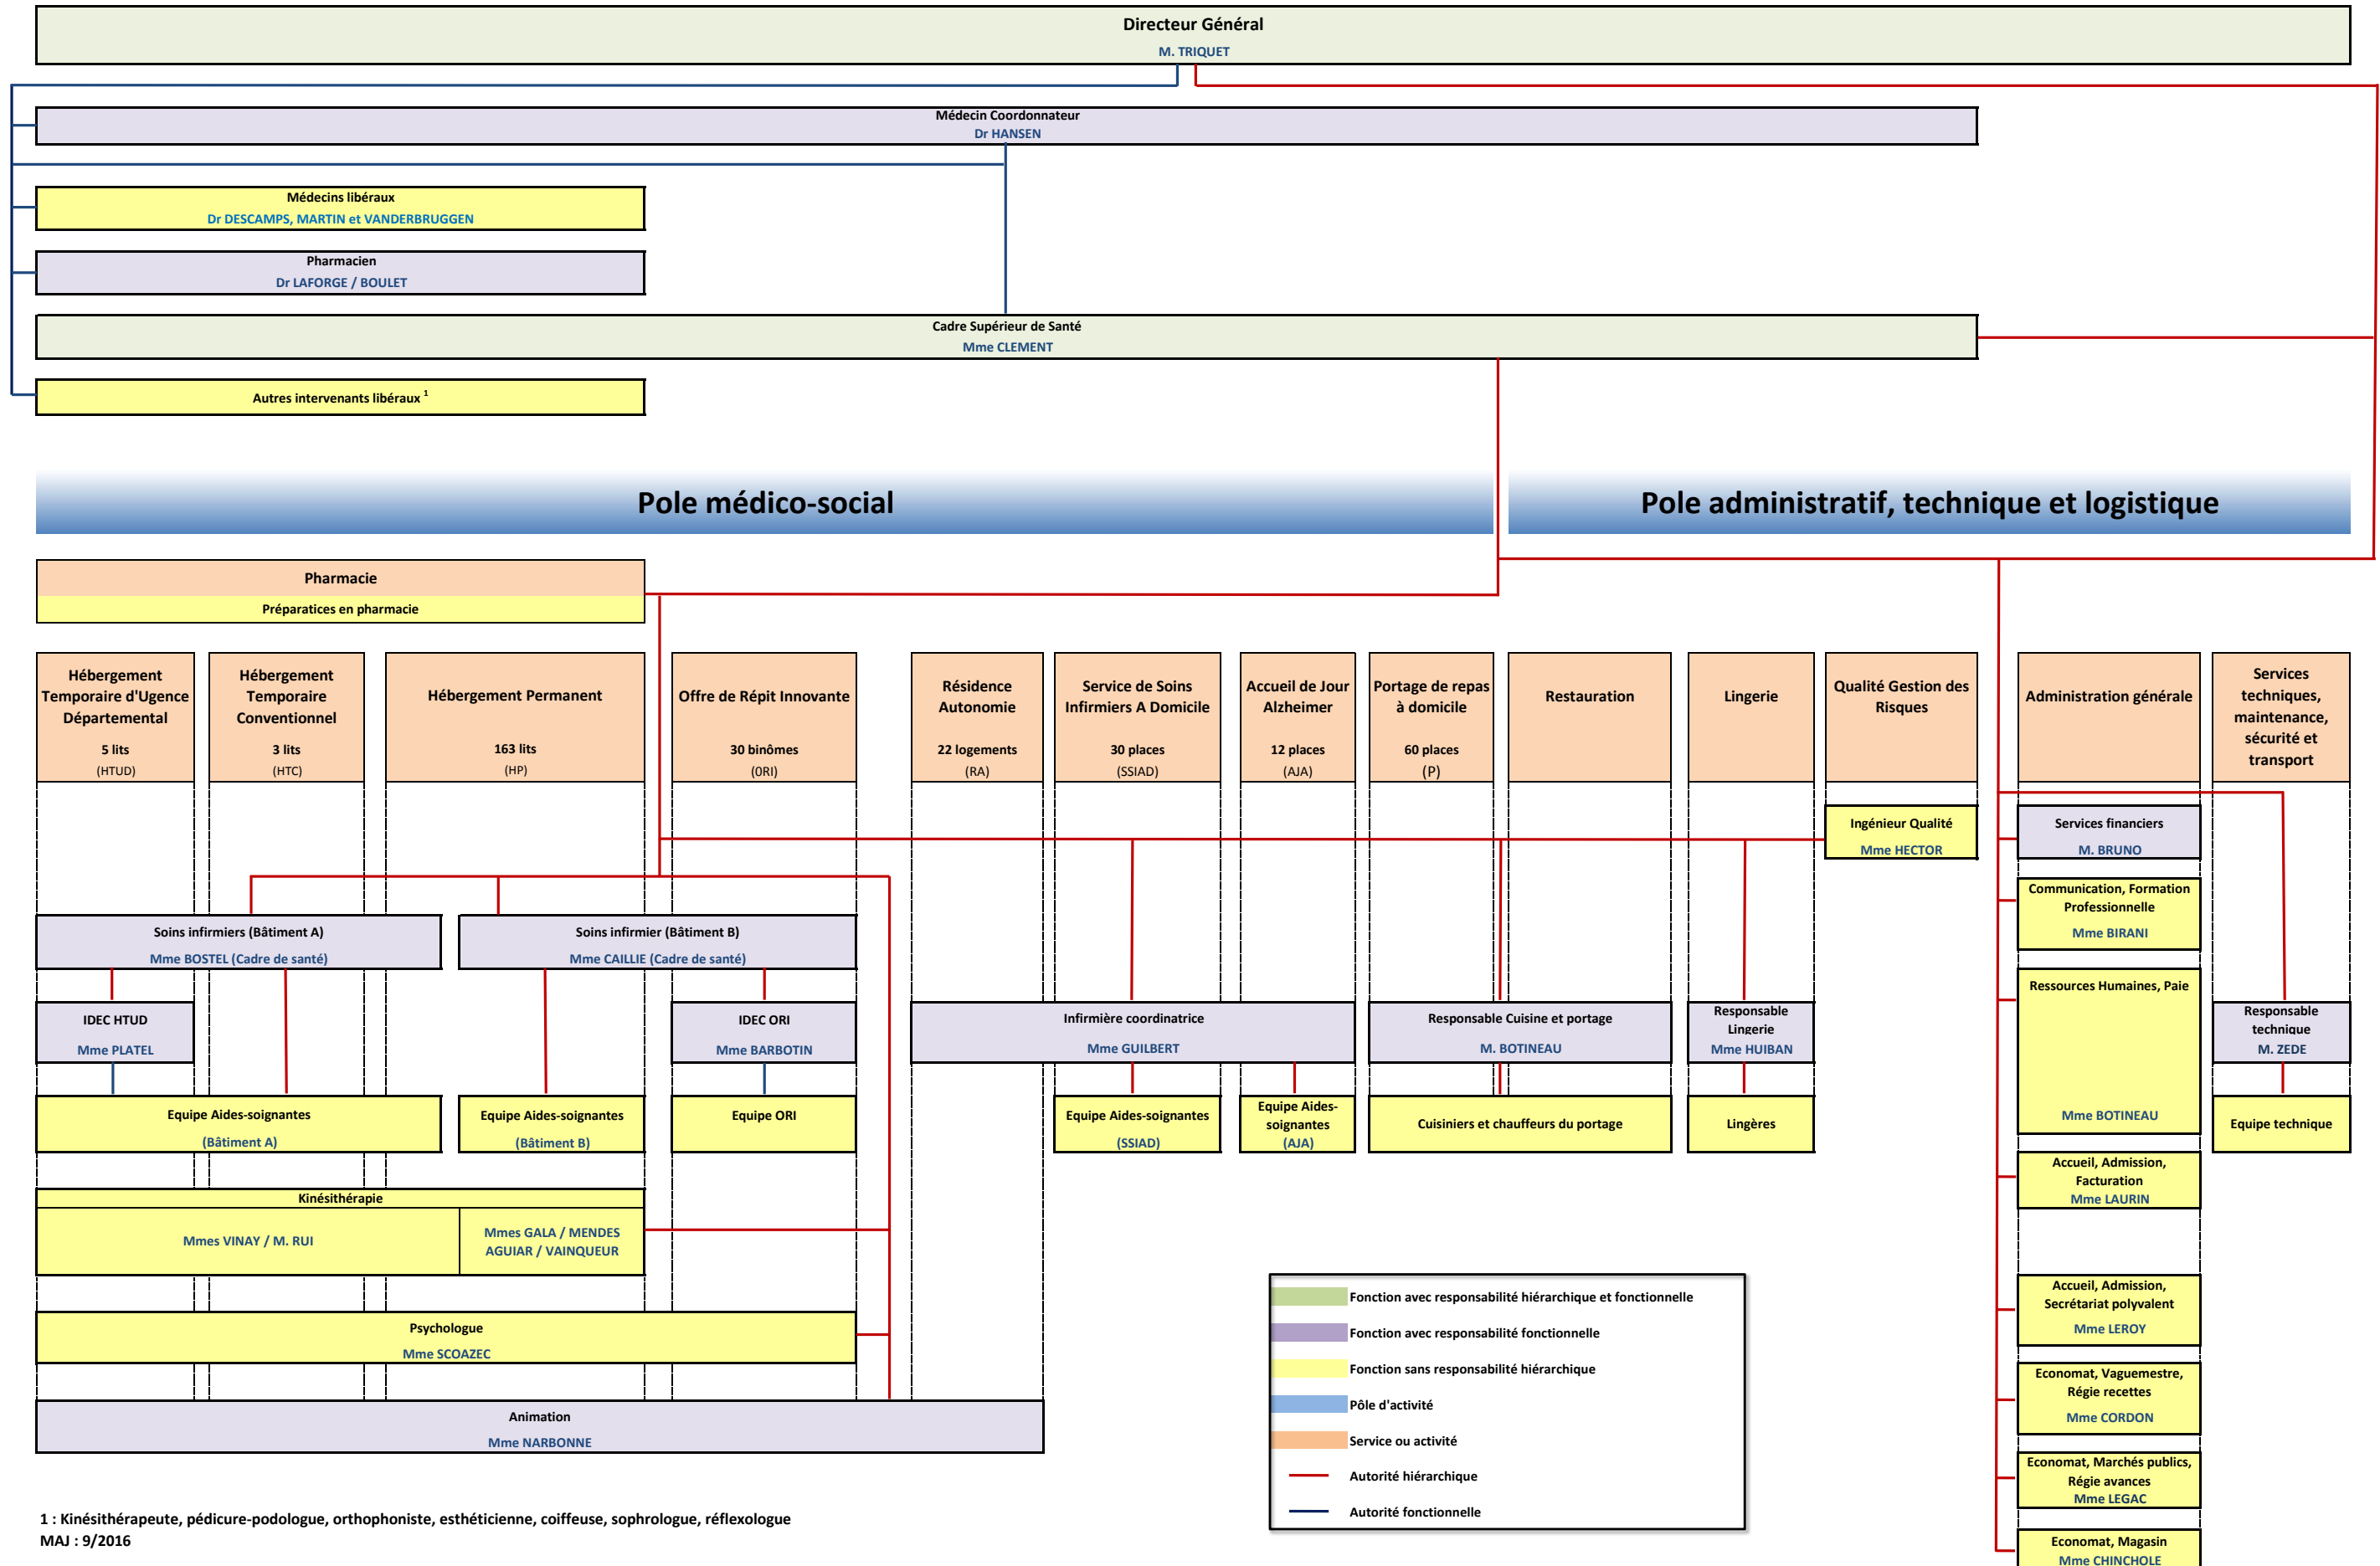 Directeur Général
M. TRIQUET
Médecin Coordonnateur
Dr HANSEN
Médecins libéraux
Dr DESCAMPS, MARTIN et VANDERBRUGGEN
Pharmacien
Dr LAFORGE / BOULET
Cadre Supérieur de Santé
Mme CLEMENT
Autres intervenants libéraux 1
Pole médico-social
Pole administratif, technique et logistique
Pharmacie
Préparatices en pharmacie
Hébergement
Temporaire d'Ugence
Départemental
5 lits
(HTUD)
Hébergement
Temporaire
Conventionnel
3 lits
(HTC)
Hébergement Permanent
163 lits
(HP)
Offre de Répit Innovante
30 binômes
(0RI)
Résidence
Autonomie
22 logements
(RA)
Service de Soins
Infirmiers A Domicile
30 places
(SSIAD)
Accueil de Jour
Alzheimer
12 places
(AJA)
Portage de repas
à domicile
60 places
(P)
Restauration
Lingerie
Qualité Gestion des
Risques
Administration générale
Services
techniques,
maintenance,
sécurité et
transport
Ingénieur Qualité
Mme HECTOR
Services financiers
M. BRUNO
Communication, Formation
Professionnelle
Mme BIRANI
Soins infirmiers (Bâtiment A)
Mme BOSTEL (Cadre de santé)
Soins infirmier (Bâtiment B)
Mme CAILLIE (Cadre de santé)
Ressources Humaines, Paie
Mme BOTINEAU
IDEC HTUD
Mme PLATEL
IDEC ORI
Mme BARBOTIN
Infirmière coordinatrice
Mme GUILBERT
Responsable Cuisine et portage
M. BOTINEAU
Responsable
Lingerie
Mme HUIBAN
Responsable
technique
M. ZEDE
Equipe Aides-soignantes
(Bâtiment A)
Equipe Aides-soignantes
(Bâtiment B)
Equipe ORI
Equipe Aides-soignantes
(SSIAD)
Equipe Aides-
soignantes
(AJA)
Cuisiniers et chauffeurs du portage
Lingères
Equipe technique
Accueil, Admission,
Facturation
Mme LAURIN
Kinésithérapie
Mmes VINAY / M. RUI
Mmes GALA / MENDES
AGUIAR / VAINQUEUR
Accueil, Admission,
Secrétariat polyvalent
Mme LEROY
Psychologue
Mme SCOAZEC
Economat, Vaguemestre,
Régie recettes
Mme CORDON
Animation
Mme NARBONNE
Economat, Marchés publics,
Régie avances
Mme LEGAC
Economat, Magasin
Mme CHINCHOLE
Fonction avec responsabilité hiérarchique et fonctionnelle
Fonction avec responsabilité fonctionnelle
Fonction sans responsabilité hiérarchique
Pôle d'activité
Service ou activité
Autorité hiérarchique
Autorité fonctionnelle
1 : Kinésithérapeute, pédicure-podologue, orthophoniste, esthéticienne, coiffeuse, sophrologue, réflexologue
MAJ : 9/2016